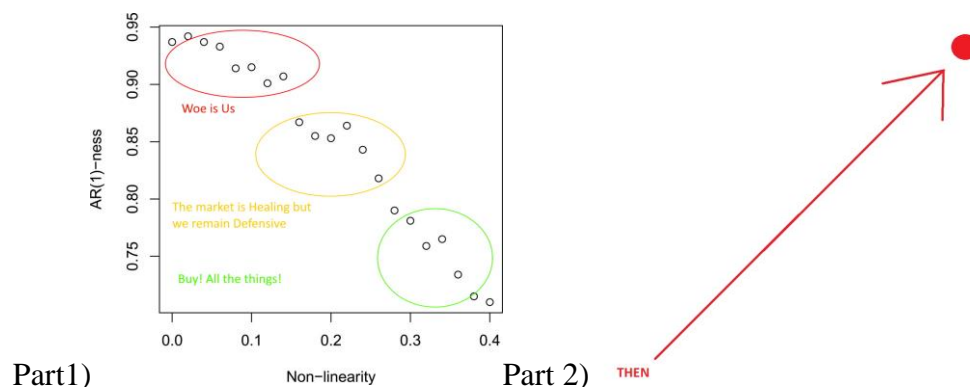 0.95
0.90
0.85
0.80
0.75
AR(1)−ness
Woe is Us
The market is Healing but
we remain Defensive
Buy! All the things!
0.0 0.1 0.2 0.3 0.4
Non−linearity
Part1)
Part 2)
THEN